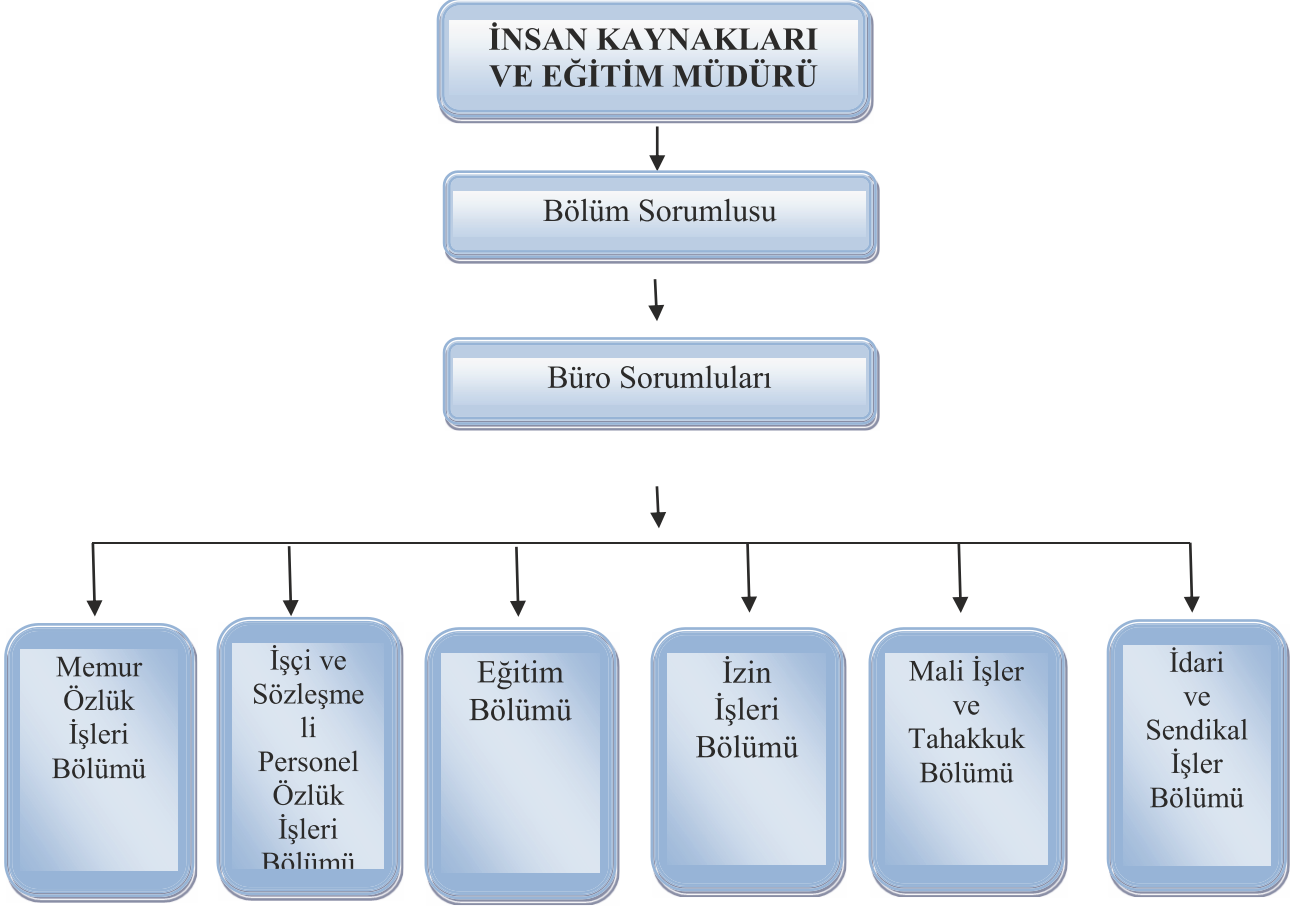 İNSAN KAYNAKLARI
VE EĞİTİM MÜDÜRÜ
Bölüm Sorumlusu
Büro Sorumluları
Memur
Özlük
İşleri
Bölümü
İşçi ve
Sözleşme
li
Personel
Özlük
İşleri
Bölümü
Eğitim
Bölümü
İzin
İşleri
Bölümü
Mali İşler
ve
Tahakkuk
Bölümü
İdari
ve
Sendikal
İşler
Bölümü